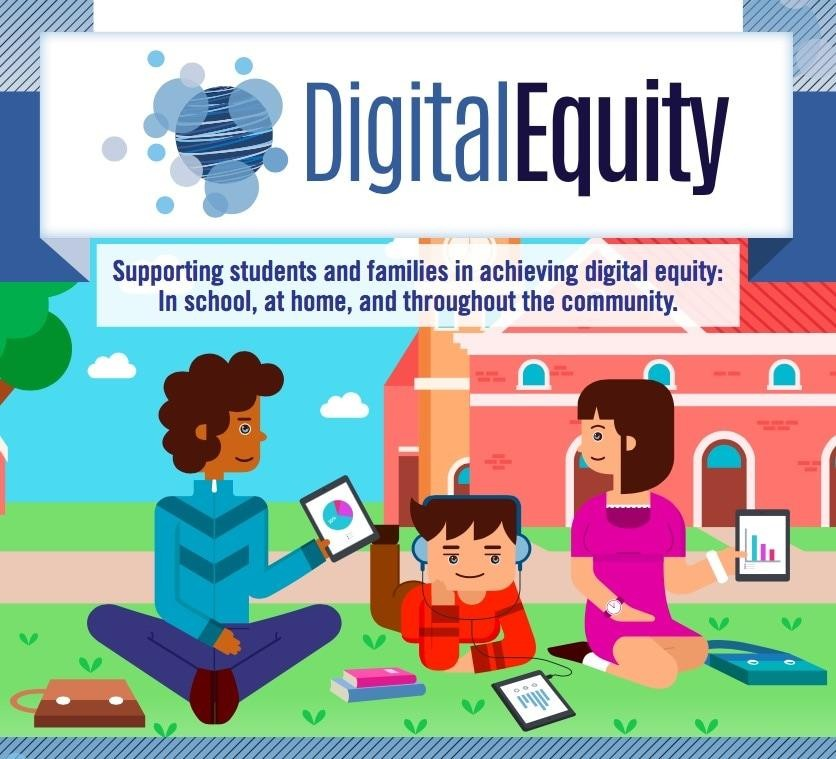 DigitalEquity
Supporting students and families in achieving digital equity:
In school, at home, and throughout the community.